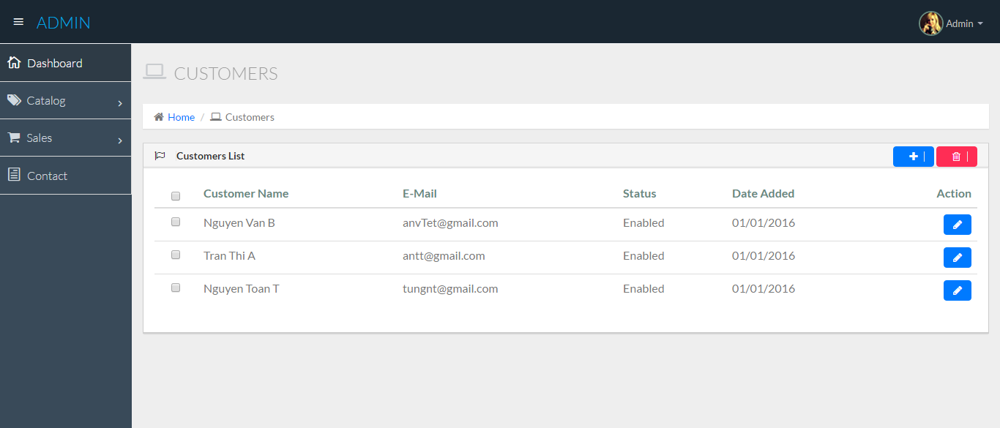 ADMIN
Admin
Dashboard
Catalog
Sales
Contact
CUSTOMERS
Home / Customers
Customers List
Customer Name E-Mail Status Date Added Action
Nguyen Van B anvTet@gmail.com Enabled 01/01/2016
Tran Thi A antt@gmail.com Enabled 01/01/2016
Nguyen Toan T tungnt@gmail.com Enabled 01/01/2016